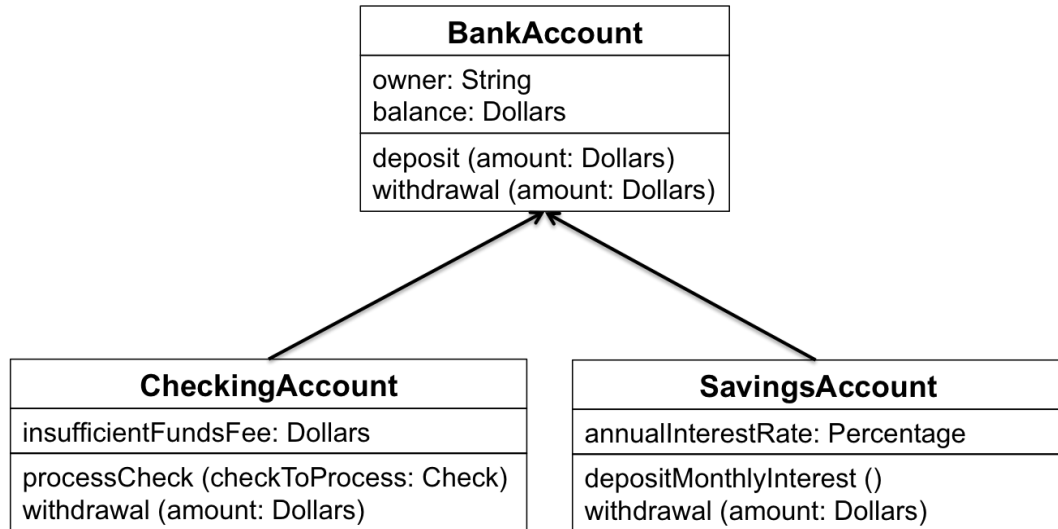 BankAccount
owner: String
balance: Dollars
deposit (amount: Dollars)
withdrawal (amount: Dollars)
CheckingAccount
insufficientFundsFee: Dollars
processCheck (checkToProcess: Check)
withdrawal (amount: Dollars)
SavingsAccount
annualInterestRate: Percentage
depositMonthlyInterest ()
withdrawal (amount: Dollars)